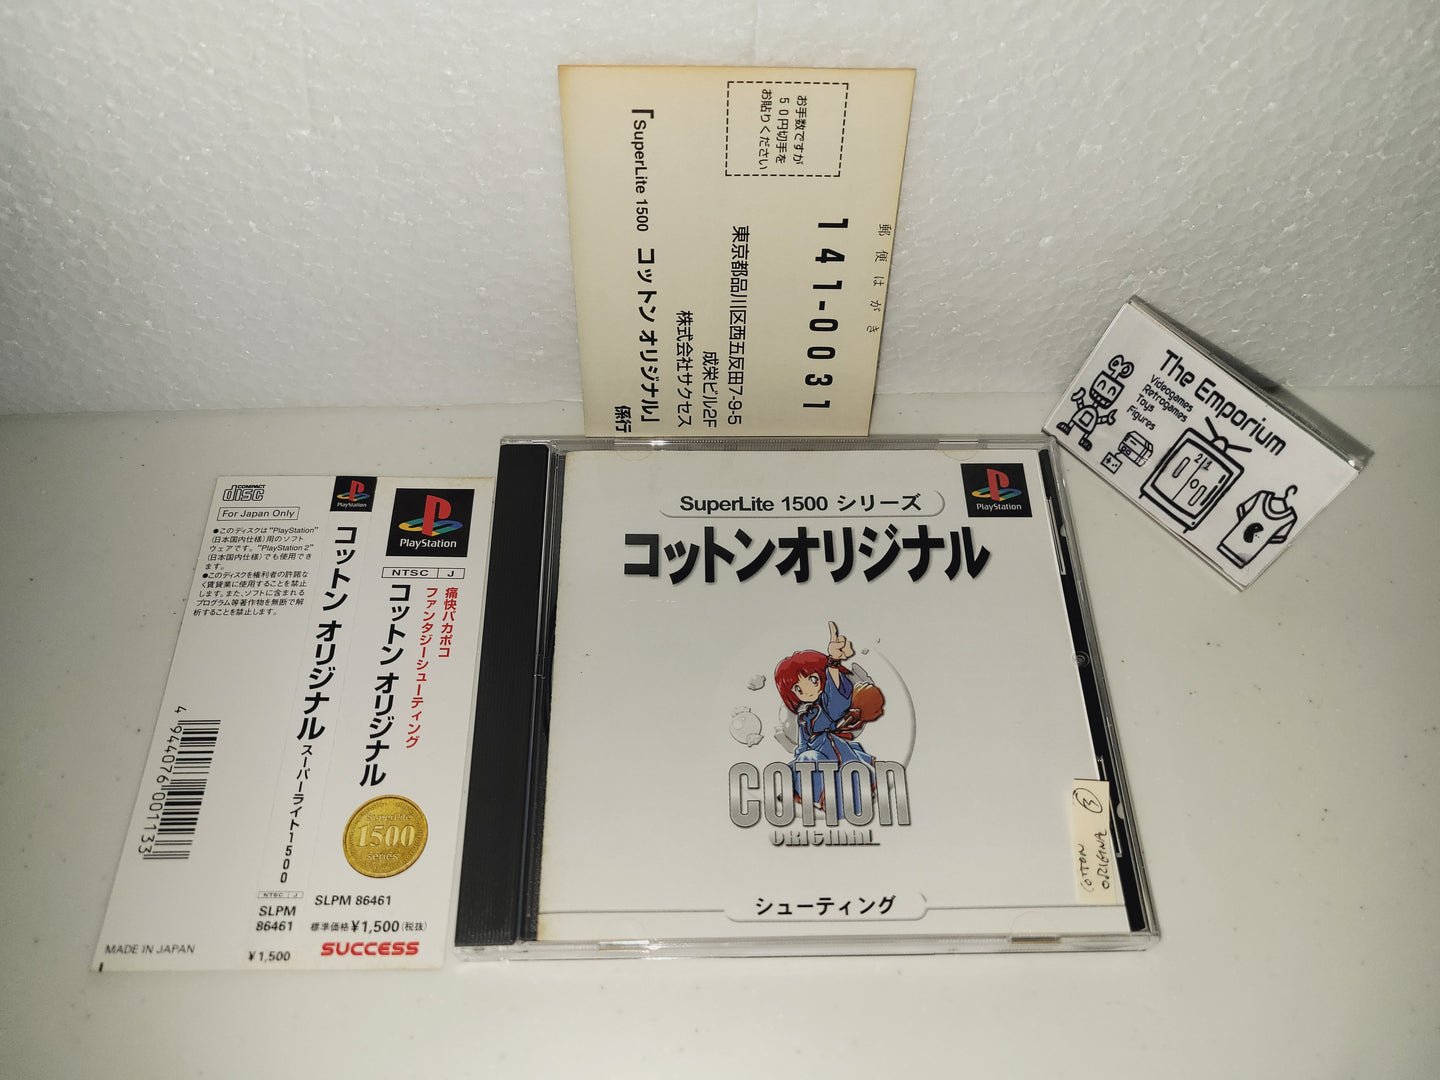 郵便はがき
141-0031
お手数ですが
50円切手を
お貼りください
東京都品川区西五反田7-9-5
成栄ビル2F
株式会社サクセス
「SuperLite 1500 コットン オリジナル」
係行
The Emporium
Videogames
Retrogames
Toys
Figures
COMPACT
disc
For Japan Only
●このディスクは"PlayStation"
(日本国内仕様)用のソフト
ウェアです。"PlayStation 2"
(日本国内仕様)でも使用でき
ます。
●このディスクを権利者の許諾な
く賃貸業に使用することを禁止
します。また、ソフトに含まれる
プログラム等著作物を無断で解
析することを禁止します。
4 944076 001133
MADE IN JAPAN
PlayStation
コットン オリジナル
スーパーライト1500
NTSC J
SLPM
86461
¥1,500
PlayStation
NTSC J
痛快バカポコ
ファンタジーシューティング
コットン オリジナル
SuperLite
1500
series
SLPM 86461
標準価格¥1,500(税抜)
SUCCESS
SuperLite 1500 シリーズ
PlayStation
コットンオリジナル
COTTON
ORIGINAL
シューティング
COTTON
ORIGINAL
3